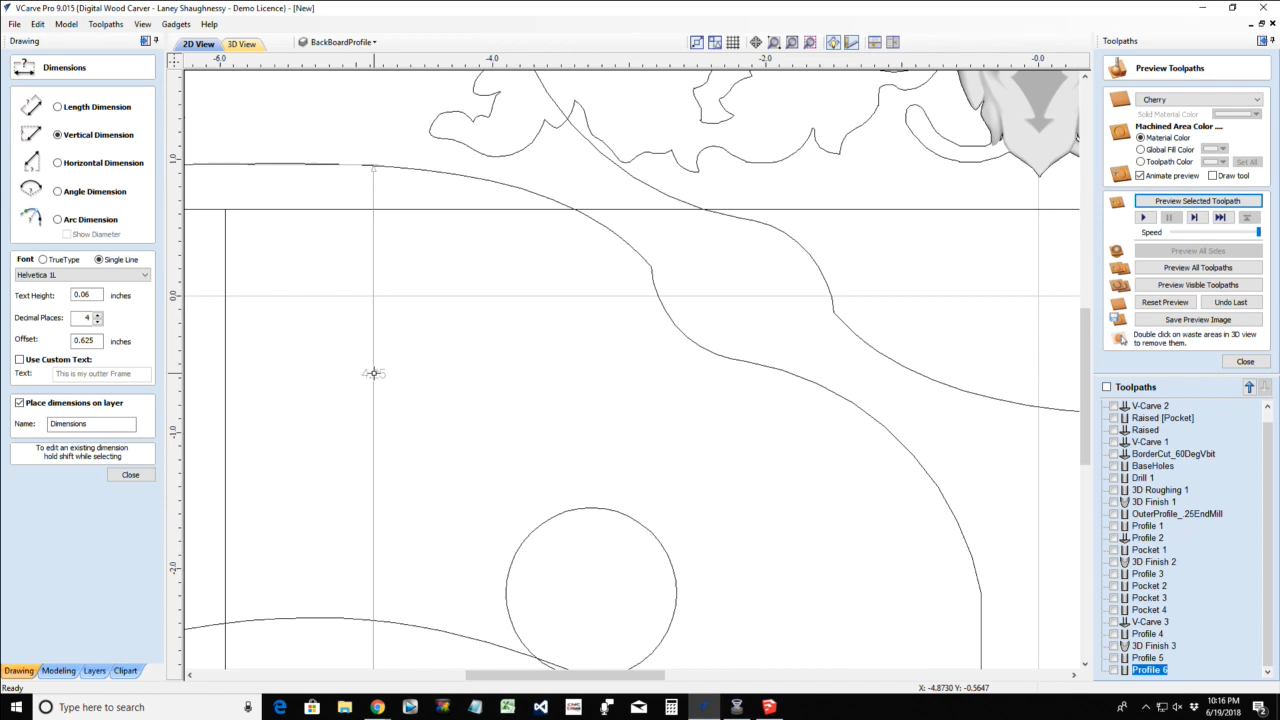 VCarve Pro 9.015 {Digital Wood Carver - Laney Shaughnessy - Demo Licence} - [New]
File Edit Model Toolpaths View Gadgets Help
Drawing
2D View 3D View BackBoardProfile
Toolpaths
Dimensions
Length Dimension
Vertical Dimension
Horizontal Dimension
Angle Dimension
Arc Dimension
Show Diameter
Font TrueType Single Line
Helvetica 1L
Text Height: 0.06 inches
Decimal Places: 4
Offset: 0.625 inches
Use Custom Text:
Text: This is my outter Frame
Place dimensions on layer
Name: Dimensions
To edit an existing dimension
hold shift while selecting
Close
Drawing Modeling Layers Clipart
Ready
-6.0 -4.0 -2.0 -0.0
1.0
0.0
-1.0
-2.0
X: -4.8730 Y: -0.5647
Preview Toolpaths
Cherry
Solid Material Color
Machined Area Color ....
Material Color
Global Fill Color
Toolpath Color Set All
Animate preview Draw tool
Preview Selected Toolpath
Speed
Preview All Sides
Preview All Toolpaths
Preview Visible Toolpaths
Reset Preview Undo Last
Save Preview Image
Double click on waste areas in 3D view
to remove them.
Close
Toolpaths
V-Carve 2
Raised [Pocket]
Raised
V-Carve 1
BorderCut_60DegVbit
BaseHoles
Drill 1
3D Roughing 1
3D Finish 1
OuterProfile_.25EndMill
Profile 1
Profile 2
Pocket 1
3D Finish 2
Profile 3
Pocket 2
Pocket 3
Pocket 4
V-Carve 3
Profile 4
3D Finish 3
Profile 5
Profile 6
Type here to search
10:16 PM
6/19/2018